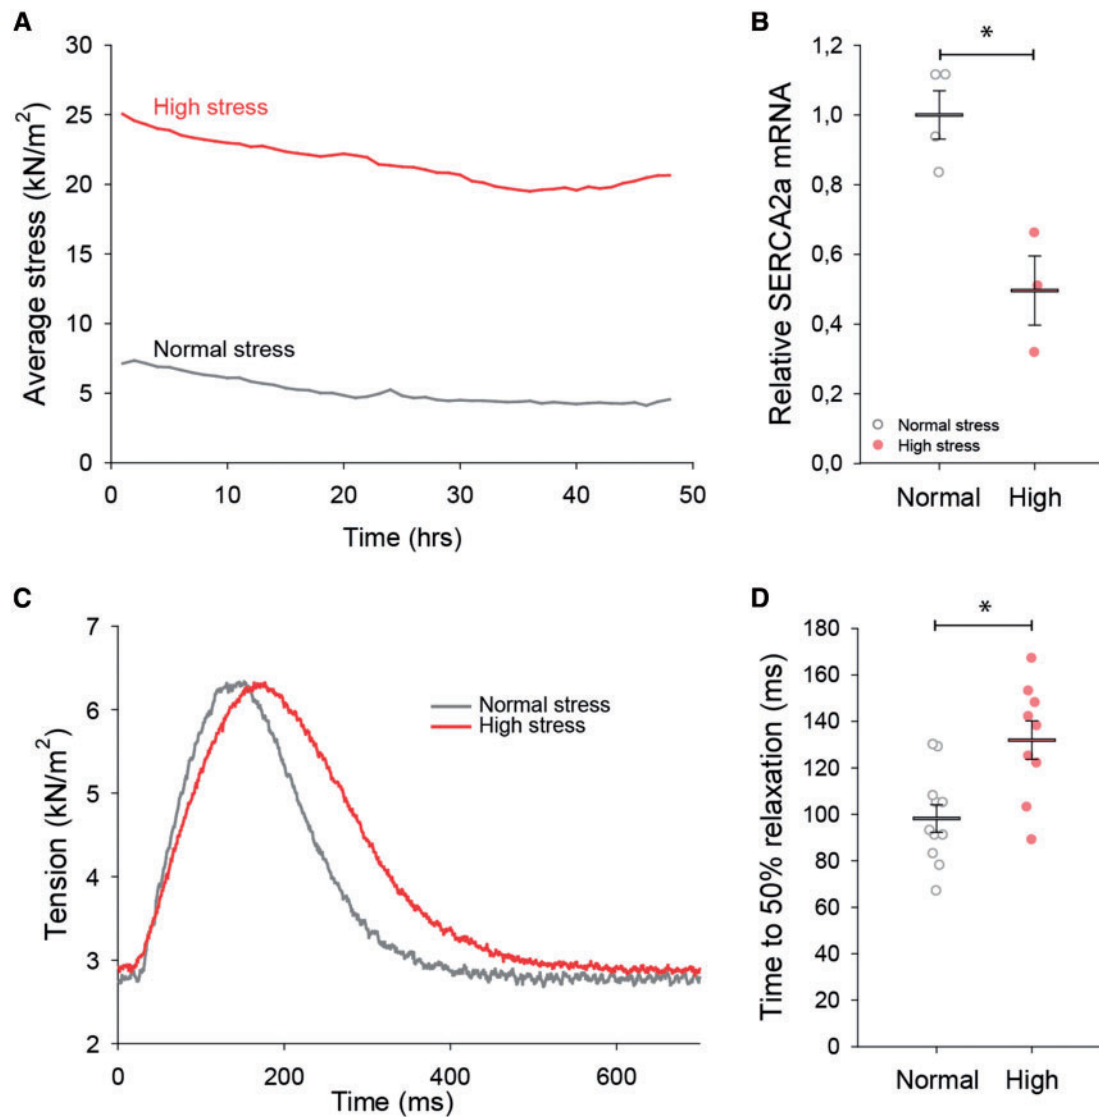 A
30
25
20
15
10
5
0
Average stress (kN/m²)
High stress
Normal stress
0 10 20 30 40 50
Time (hrs)
B
1,2
1,0
0,8
0,6
0,4
0,2
0,0
Relative SERCA2a mRNA
*
Normal stress
High stress
Normal High
C
7
6
5
4
3
2
Tension (kN/m²)
Normal stress
High stress
0 200 400 600
Time (ms)
D
180
160
140
120
100
80
60
40
20
0
Time to 50% relaxation (ms)
*
Normal High